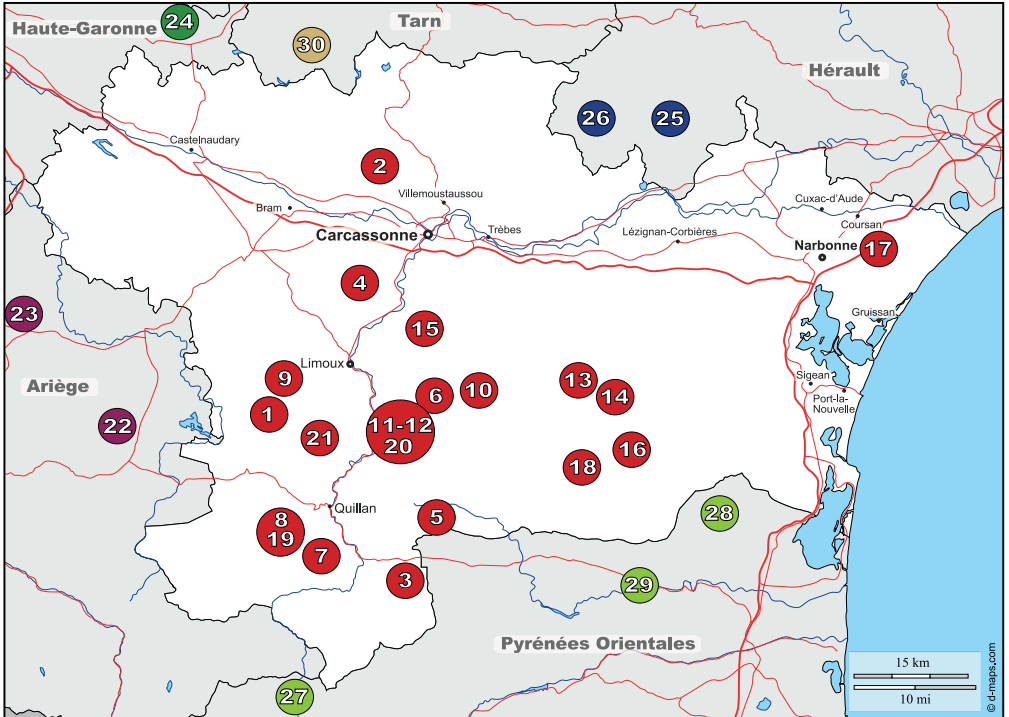 Haute-Garonne
24
Tarn
30
Hérault
26
25
Castelnaudary
2
Villemoustaussou
Bram
Cuxac-d'Aude
Coursan
Carcassonne
Trèbes
Lézignan-Corbières
Narbonne
17
4
23
15
Gruissan
Limoux
Ariège
9
6
10
13
14
Sigean
Port-la-
Nouvelle
1
22
21
11-12
20
16
18
Quillan
5
28
8
19
7
3
29
Pyrénées Orientales
27
15 km
10 mi
© d-maps.com